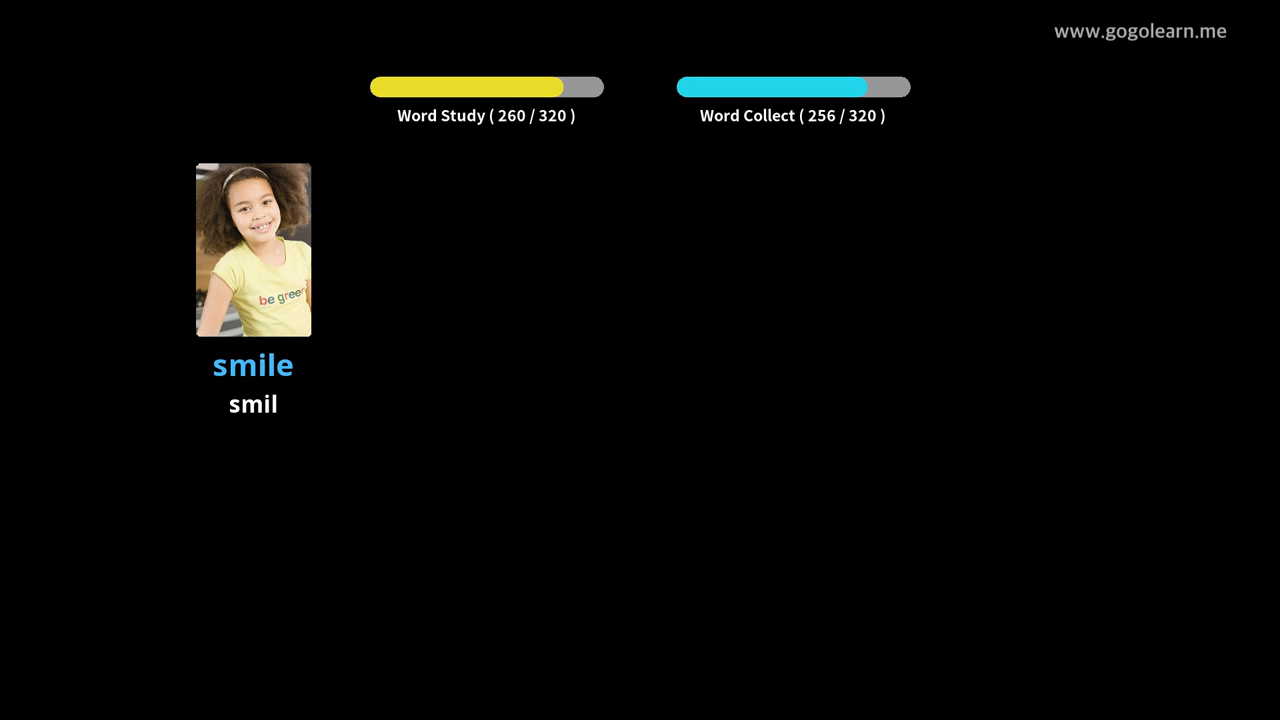 www.gogolearn.me
Word Study ( 260 / 320 )
Word Collect ( 256 / 320 )
be green
smile
smil